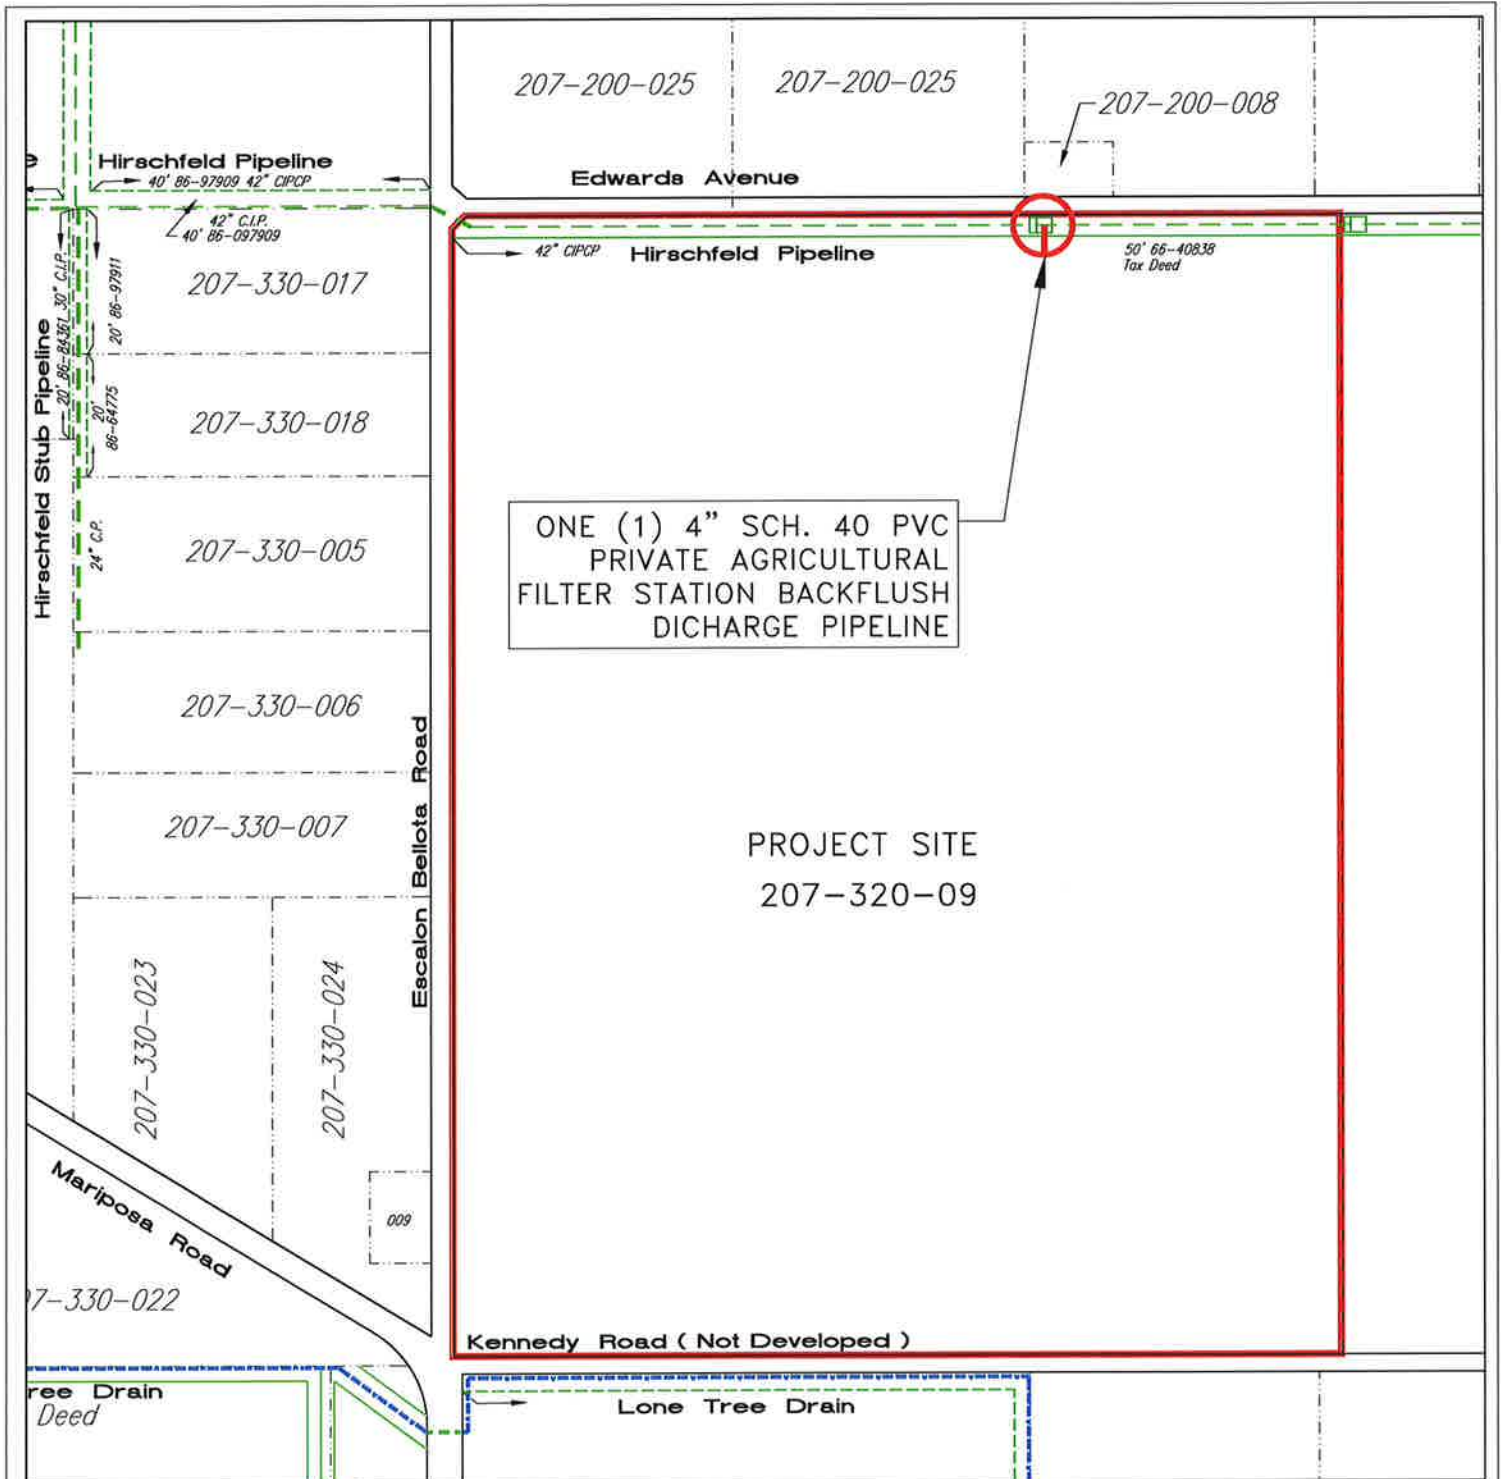 207-200-025
207-200-025
207-200-008
Hirschfeld Pipeline
40' 86-97909 42" CIPCP
Edwards Avenue
42" C.I.P.
40' 86-097909
42" CIPCP
Hirschfeld Pipeline
50' 66-40838
Tax Deed
20' 86-84361 30" C.I.P.
20' 86-97911
207-330-017
Hirschfeld Stub Pipeline
20'
86-64775
207-330-018
24" C.P.
207-330-005
ONE (1) 4” SCH. 40 PVC
PRIVATE AGRICULTURAL
FILTER STATION BACKFLUSH
DICHARGE PIPELINE
207-330-006
Escalon Bellota Road
207-330-007
PROJECT SITE
207-320-09
207-330-023
207-330-024
Mariposa Road
009
7-330-022
Kennedy Road ( Not Developed )
ree Drain
Deed
Lone Tree Drain